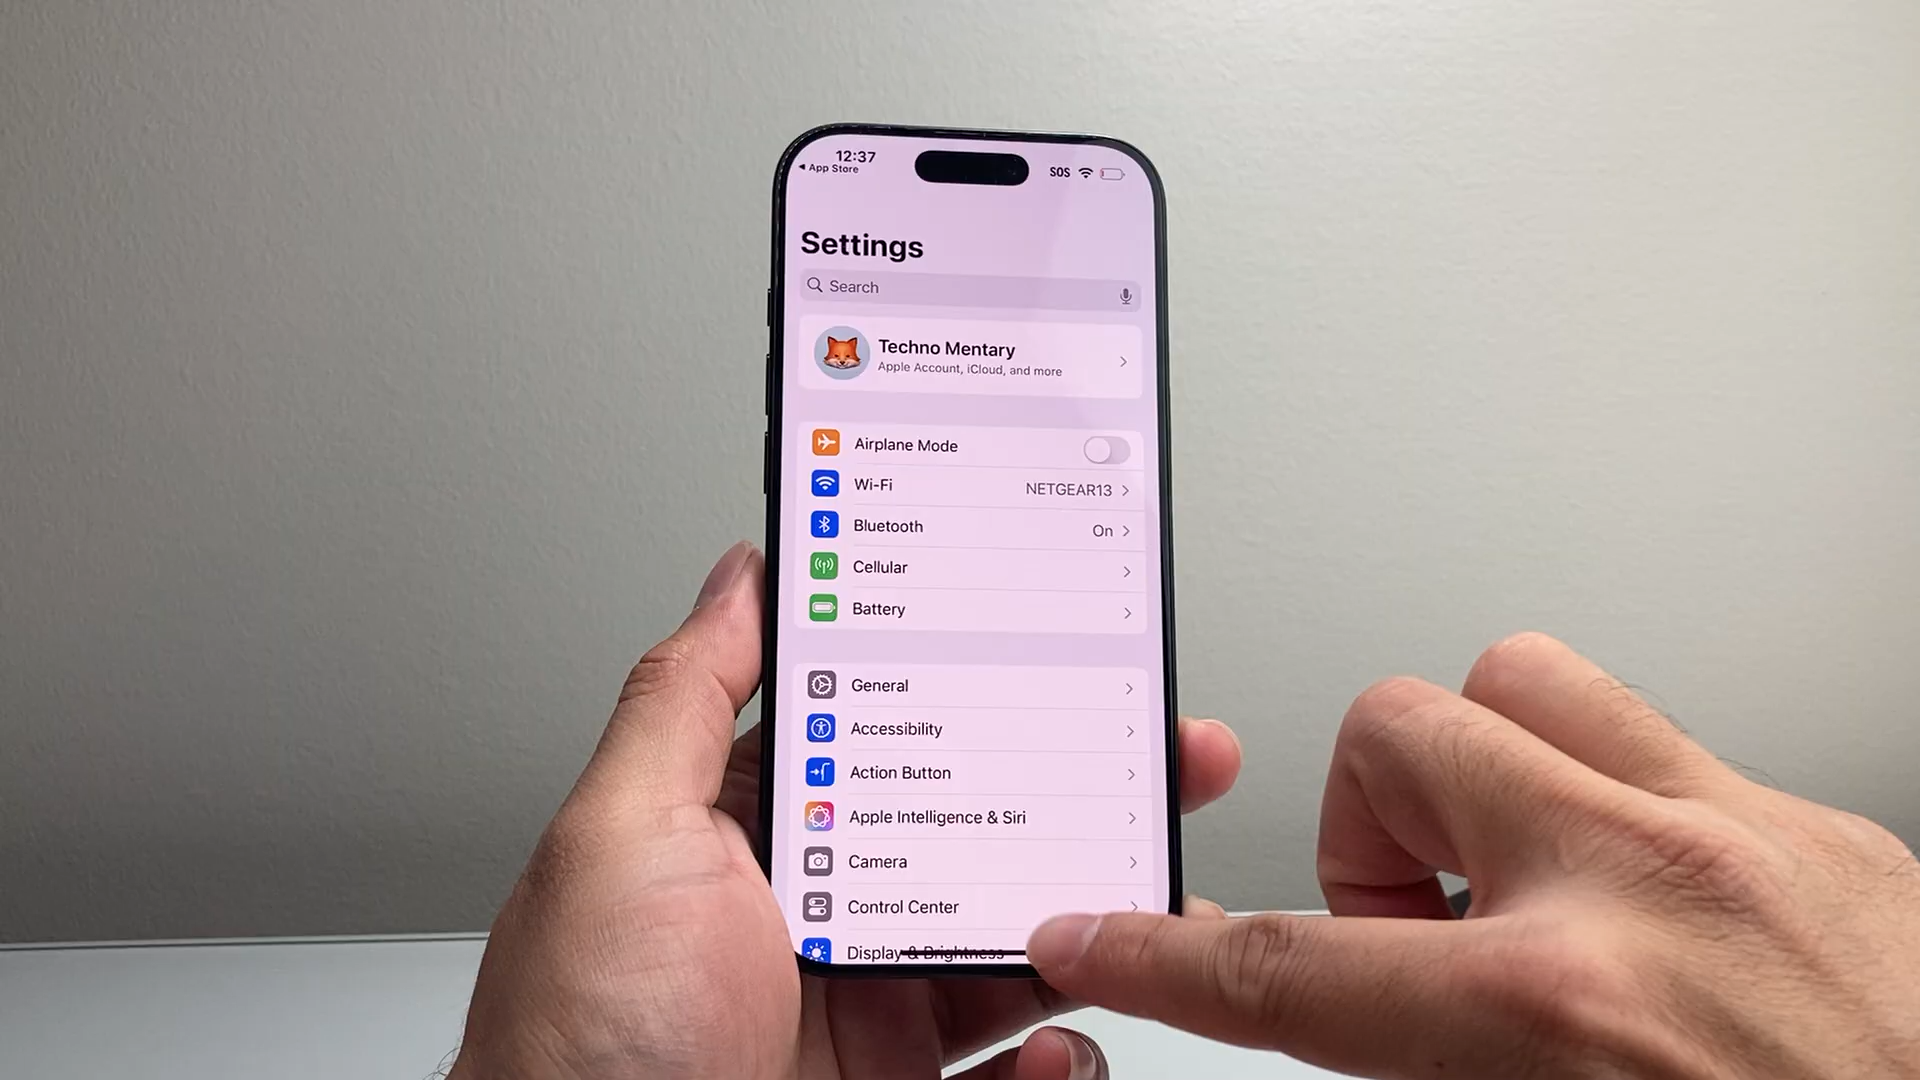 12:37
SOS
App Store
Settings
Search
Techno Mentary
Apple Account, iCloud, and more
Airplane Mode
Wi-Fi NETGEAR13
Bluetooth On
Cellular
Battery
General
Accessibility
Action Button
Apple Intelligence & Siri
Camera
Control Center
Display & Brightness